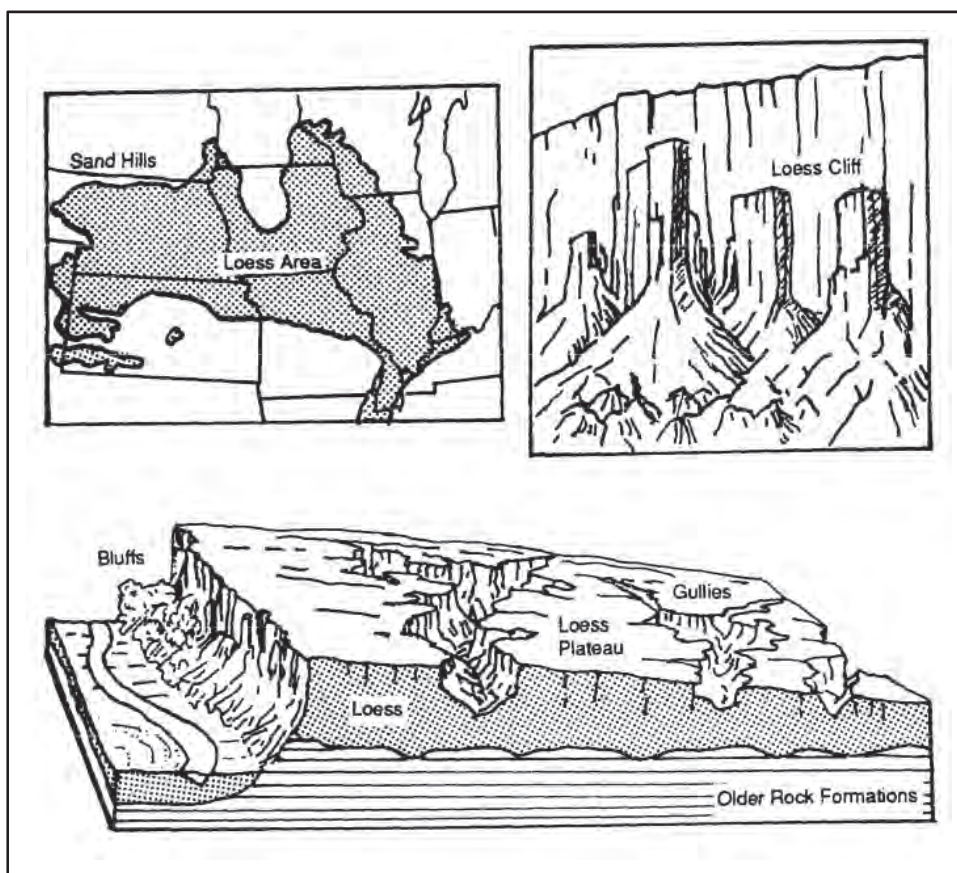 Sand Hills
Loess Area
Loess Cliff
Bluffs
Gullies
Loess
Plateau
Loess
Older Rock Formations